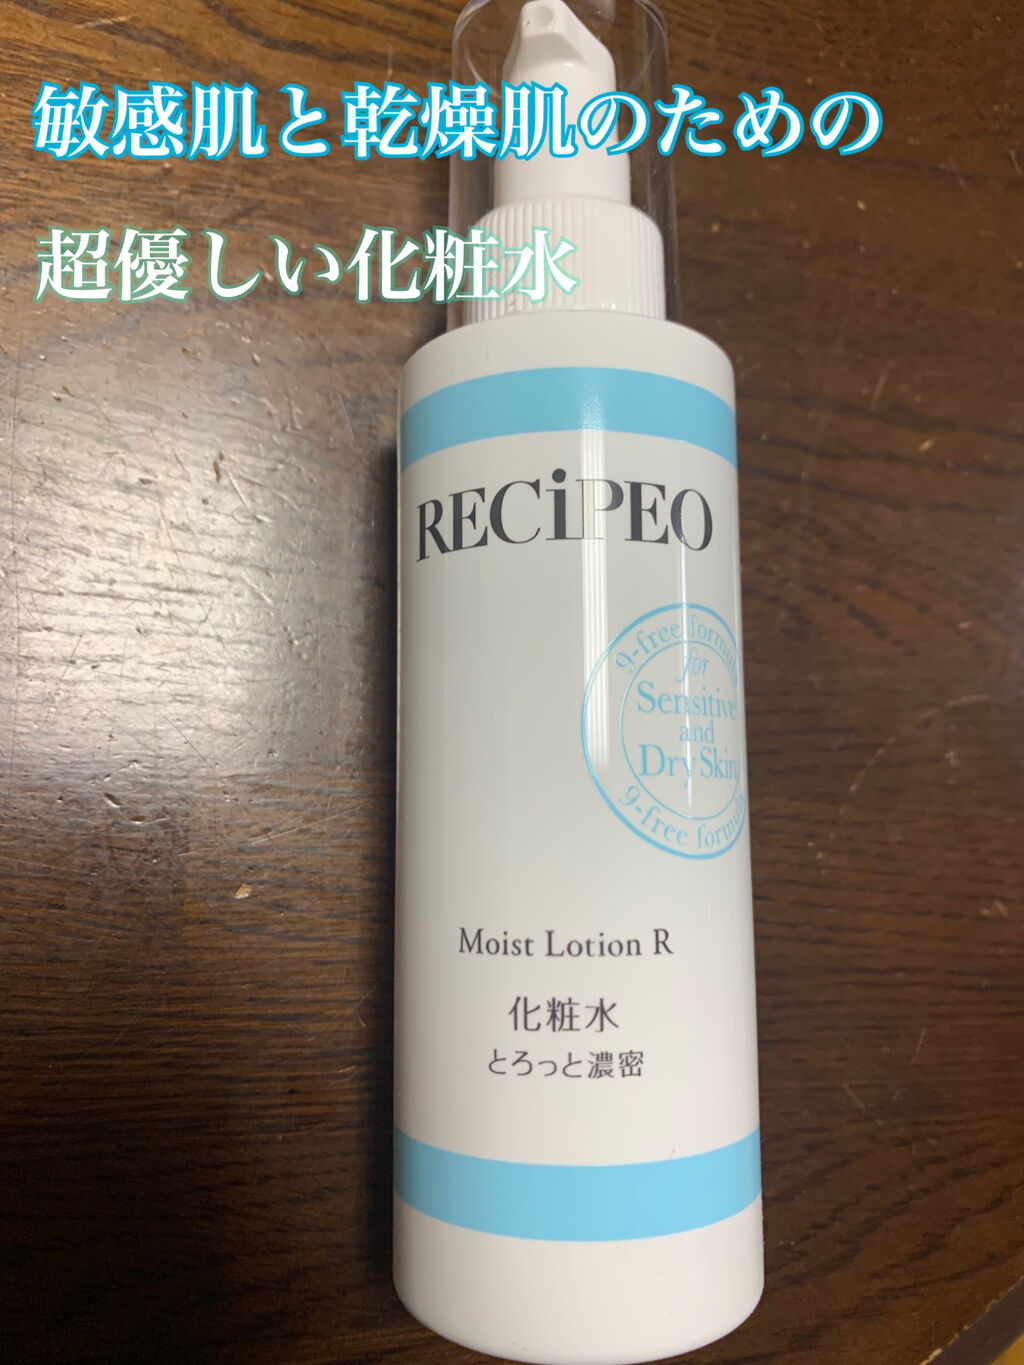 敏感肌と乾燥肌のための
超優しい化粧水
RECiPEO
9-free formula
for
Sensitive
and
Dry Skin
9-free formula
Moist Lotion R
化粧水
とろっと濃密